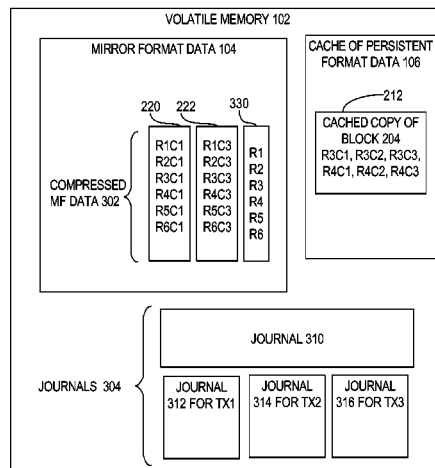 VOLATILE MEMORY 102
MIRROR FORMAT DATA 104
220
222
330
COMPRESSED
MF DATA 302
R1C1
R2C1
R3C1
R4C1
R5C1
R6C1
R1C3
R2C3
R3C3
R4C3
R5C3
R6C3
R1
R2
R3
R4
R5
R6
CACHE OF PERSISTENT
FORMAT DATA 106
212
CACHED COPY OF
BLOCK 204
R3C1, R3C2, R3C3,
R4C1, R4C2, R4C3
JOURNALS 304
JOURNAL 310
JOURNAL
312 FOR TX1
JOURNAL
314 FOR TX2
JOURNAL
316 FOR TX3